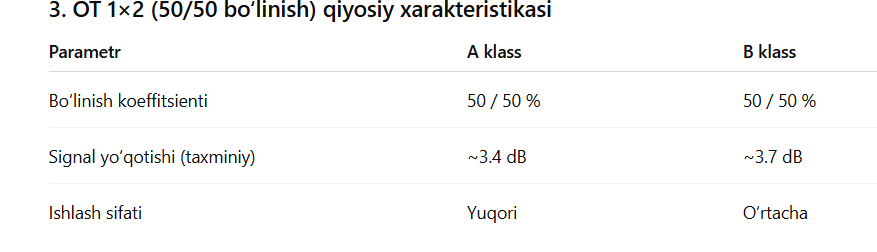 3. OT 1×2 (50/50 bo‘linish) qiyosiy xarakteristikasi
Parametr A klass B klass
Bo‘linish koeffitsienti 50 / 50 % 50 / 50 %
Signal yo‘qotishi (taxminiy) ~3.4 dB ~3.7 dB
Ishlash sifati Yuqori O‘rtacha